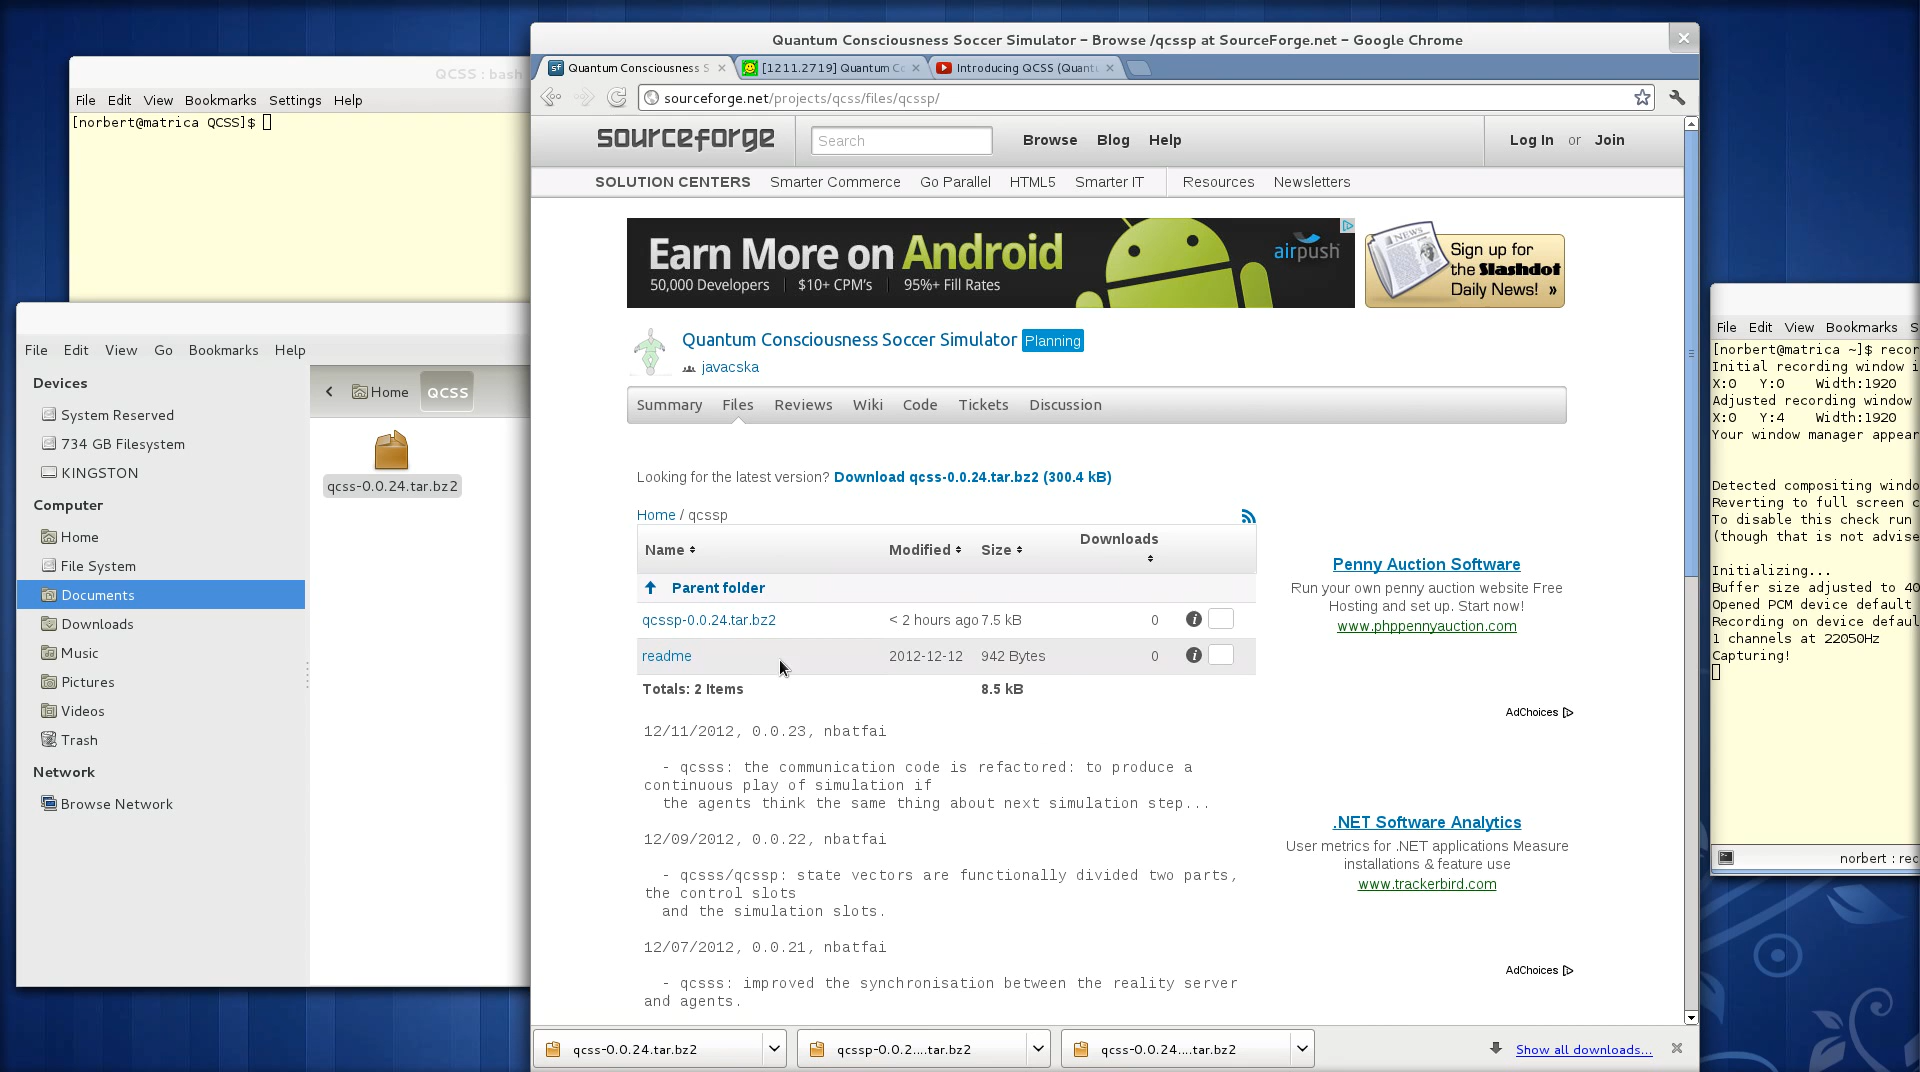 QCSS : bash
File Edit View Bookmarks Settings Help
[norbert@matrica QCSS]$
File Edit View Go Bookmarks Help
Devices
System Reserved
734 GB Filesystem
KINGSTON
Computer
Home
File System
Documents
Downloads
Music
Pictures
Videos
Trash
Network
Browse Network
Home QCSS
qcss-0.0.24.tar.bz2
Quantum Consciousness Soccer Simulator – Browse /qcssp at SourceForge.net – Google Chrome
Quantum Consciousness S
[1211.2719] Quantum Co
Introducing QCSS (Quant
sourceforge.net/projects/qcss/files/qcssp/
sourceforge
Search
Browse Blog Help
Log In or Join
SOLUTION CENTERS Smarter Commerce Go Parallel HTML5 Smarter IT Resources Newsletters
Earn More on Android
50,000 Developers $10+ CPM's 95%+ Fill Rates
airpush
NEWS
Sign up for
the Slashdot
Daily News! »
Quantum Consciousness Soccer Simulator Planning
javacska
Summary Files Reviews Wiki Code Tickets Discussion
Looking for the latest version? Download qcss-0.0.24.tar.bz2 (300.4 kB)
Home / qcssp
Name Modified Size Downloads
Parent folder
qcssp-0.0.24.tar.bz2 < 2 hours ago 7.5 kB 0
readme 2012-12-12 942 Bytes 0
Totals: 2 Items 8.5 kB
12/11/2012, 0.0.23, nbatfai
- qcsss: the communication code is refactored: to produce a
continuous play of simulation if
the agents think the same thing about next simulation step...
12/09/2012, 0.0.22, nbatfai
- qcsss/qcssp: state vectors are functionally divided two parts,
the control slots
and the simulation slots.
12/07/2012, 0.0.21, nbatfai
- qcsss: improved the synchronisation between the reality server
and agents.
Penny Auction Software
Run your own penny auction website Free
Hosting and set up. Start now!
www.phppennyauction.com
AdChoices
.NET Software Analytics
User metrics for .NET applications Measure
installations & feature use
www.trackerbird.com
AdChoices
qcss-0.0.24.tar.bz2
qcssp-0.0.2....tar.bz2
qcss-0.0.24....tar.bz2
Show all downloads...
File Edit View Bookmarks S
[norbert@matrica ~]$ recor
Initial recording window i
X:0 Y:0 Width:1920
Adjusted recording window
X:0 Y:4 Width:1920
Your window manager appear
Detected compositing windo
Reverting to full screen c
To disable this check run
(though that is not advise
Initializing...
Buffer size adjusted to 40
Opened PCM device default
Recording on device defaul
1 channels at 22050Hz
Capturing!
norbert : rec